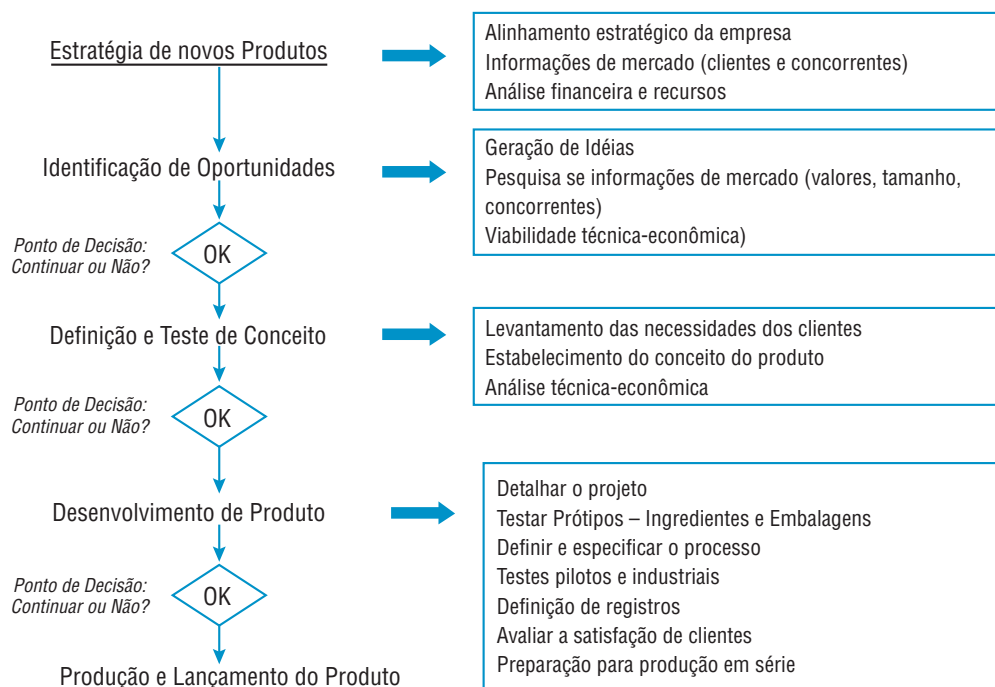 Estratégia de novos Produtos
Alinhamento estratégico da empresa
Informações de mercado (clientes e concorrentes)
Análise financeira e recursos
Identificação de Oportunidades
Geração de Idéias
Pesquisa se informações de mercado (valores, tamanho,
concorrentes)
Viabilidade técnica-econômica)
Ponto de Decisão:
Continuar ou Não?
OK
Definição e Teste de Conceito
Levantamento das necessidades dos clientes
Estabelecimento do conceito do produto
Análise técnica-econômica
Ponto de Decisão:
Continuar ou Não?
OK
Desenvolvimento de Produto
Detalhar o projeto
Testar Prótipos – Ingredientes e Embalagens
Definir e especificar o processo
Testes pilotos e industriais
Definição de registros
Avaliar a satisfação de clientes
Preparação para produção em série
Ponto de Decisão:
Continuar ou Não?
OK
Produção e Lançamento do Produto